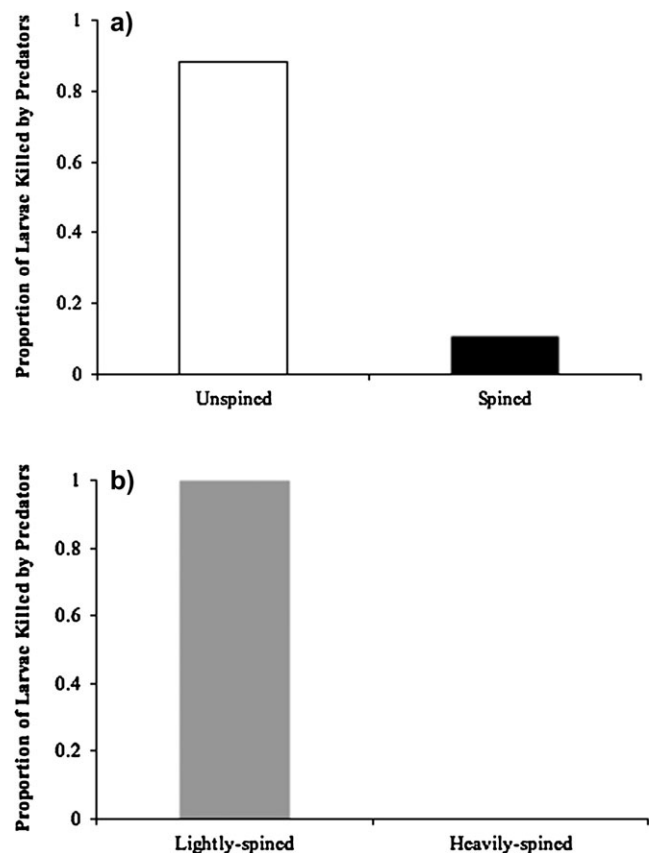 a)
Proportion of Larvae Killed by Predators
1
0.8
0.6
0.4
0.2
0
Unspined
Spined
b)
Proportion of Larvae Killed by Predators
1
0.8
0.6
0.4
0.2
0
Lightly-spined
Heavily-spined